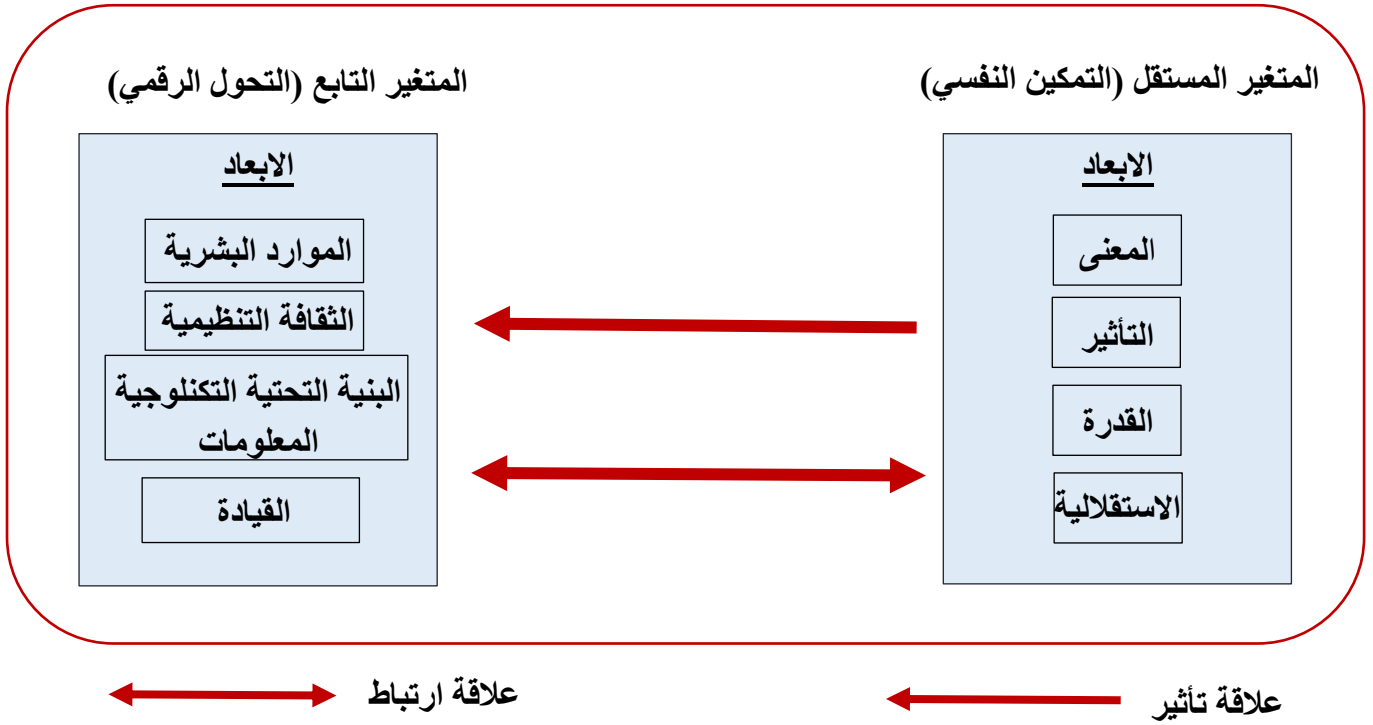 المتغير المستقل (التمكين النفسي)
الابعاد
المعنى
التأثير
القدرة
الاستقلالية
المتغير التابع (التحول الرقمي)
الابعاد
الموارد البشرية
الثقافة التنظيمية
البنية التحتية التكنلوجية
المعلومات
القيادة
علاقة تأثير
علاقة ارتباط